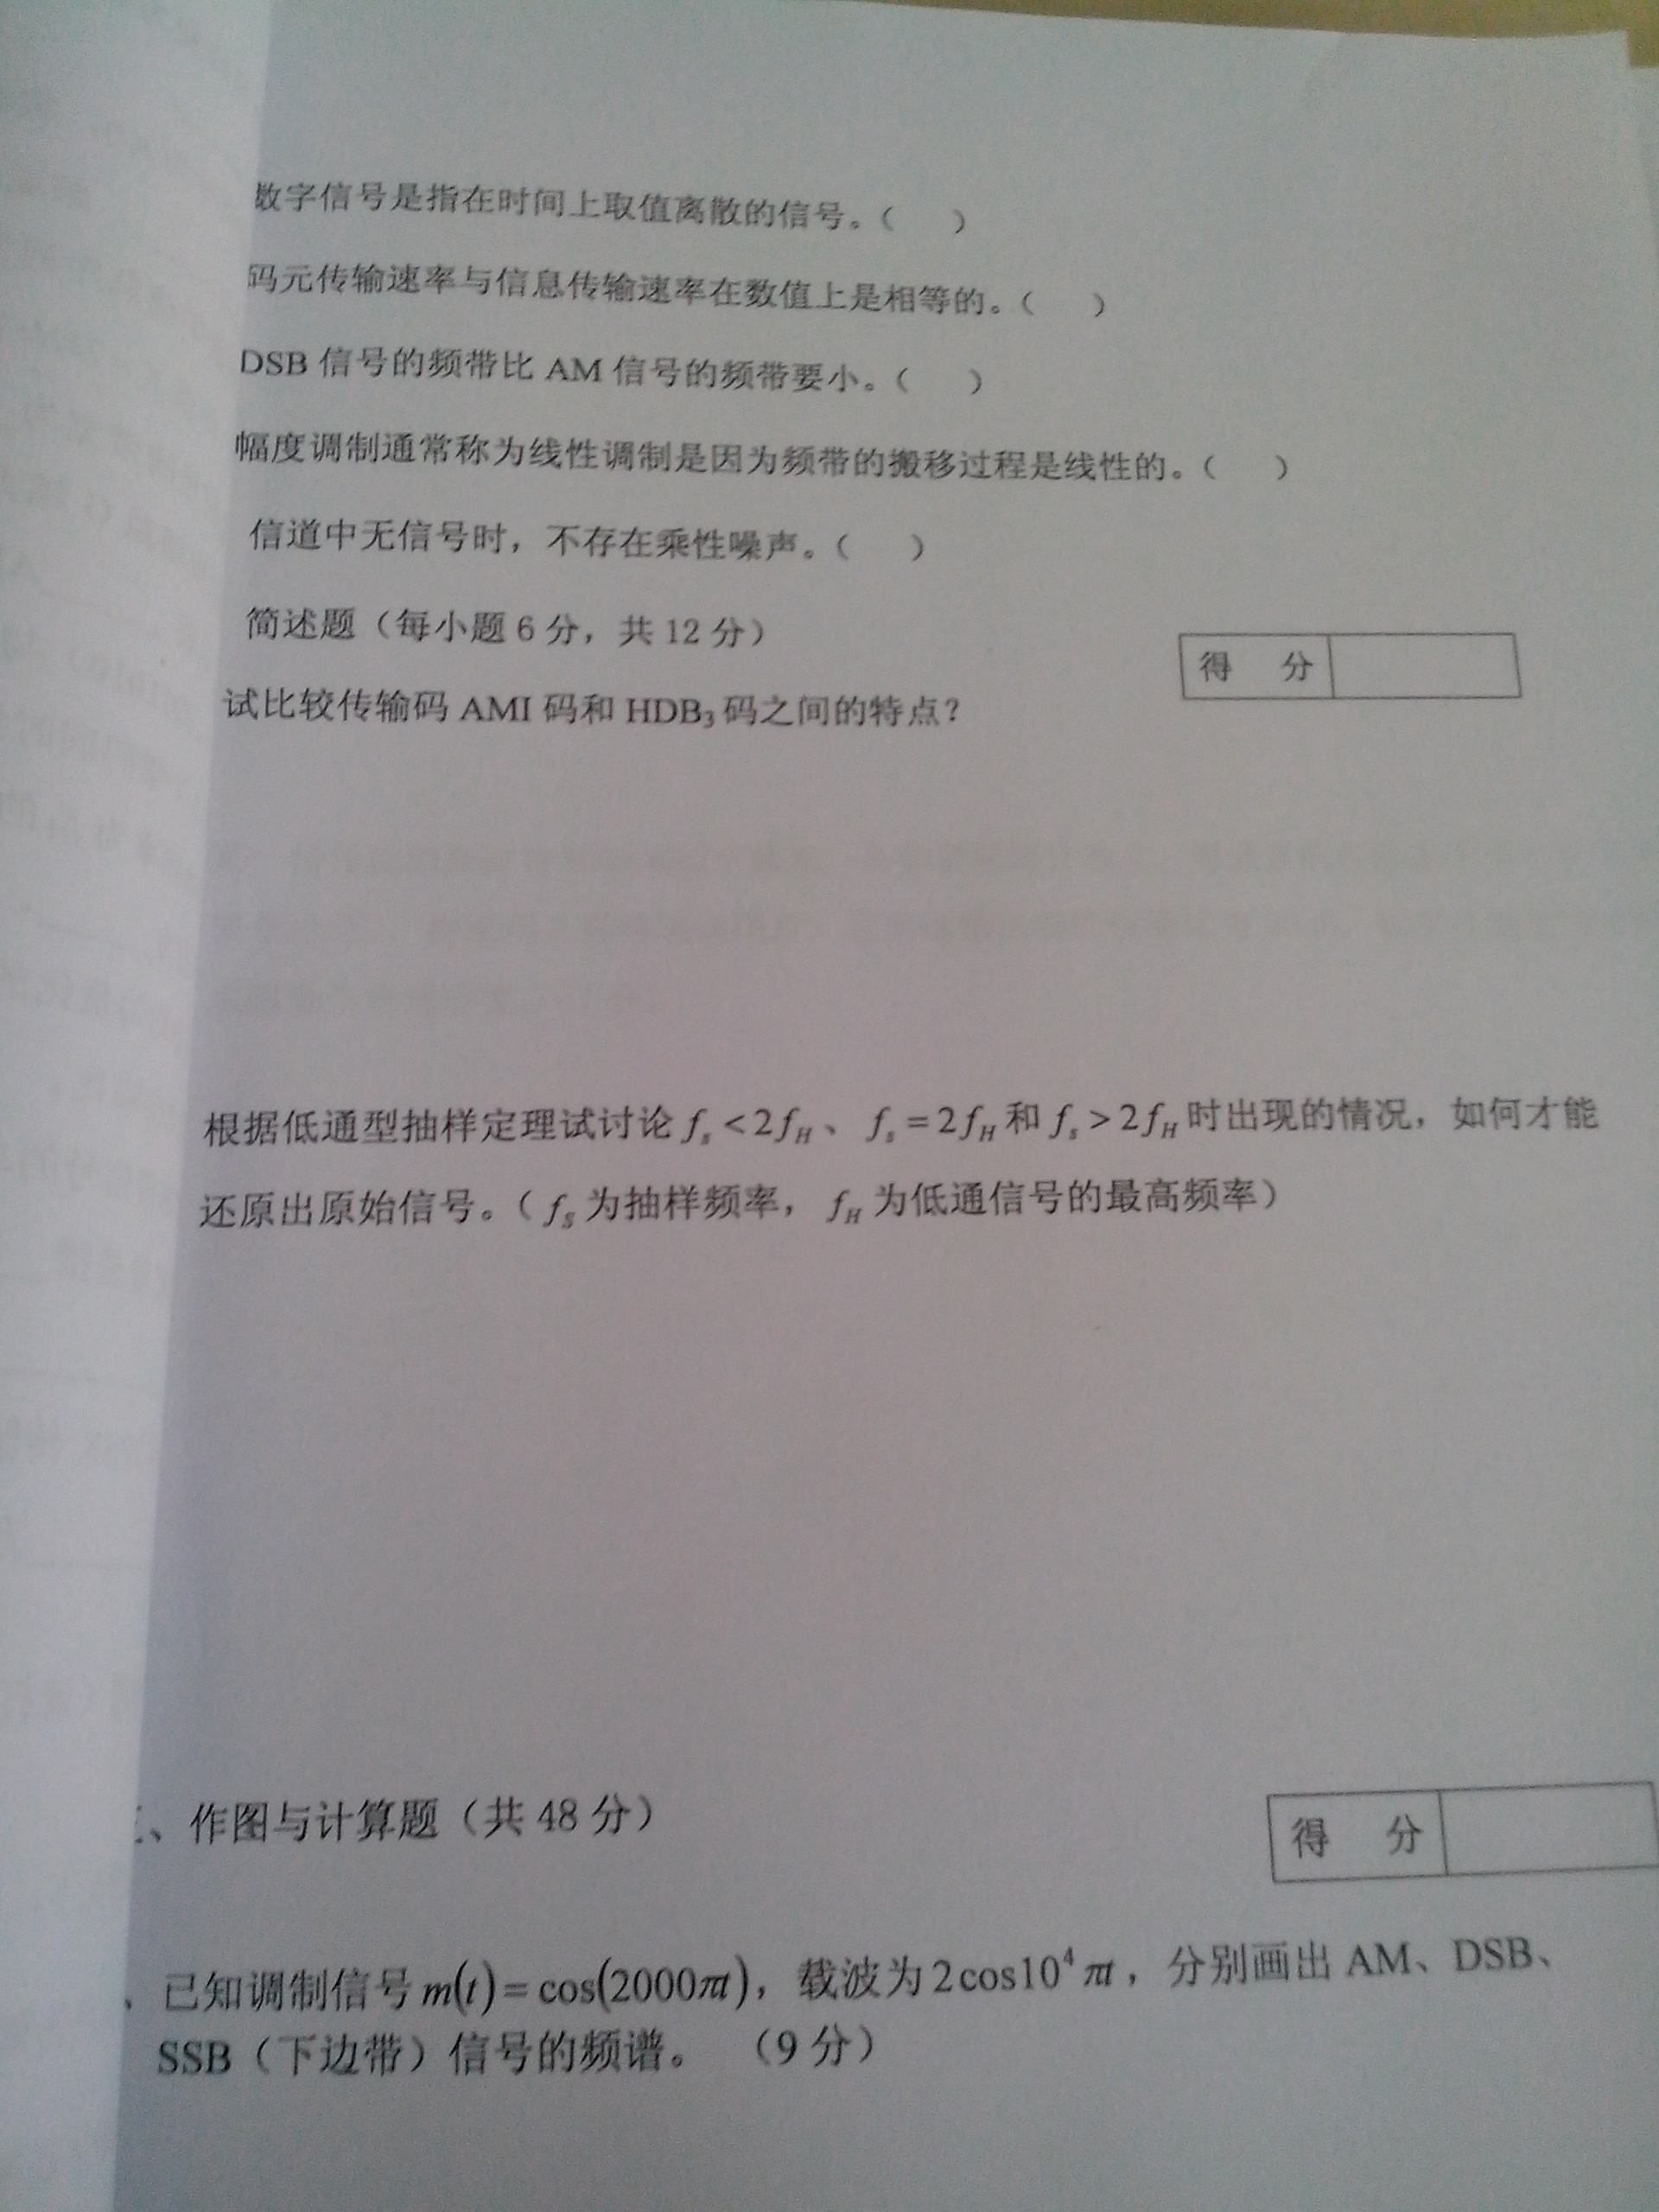 数字信号是指在时间上取值离散的信号。（ ）
码元传输速率与信息传输速率在数值上是相等的。（ ）
DSB 信号的频带比 AM 信号的频带要小。（ ）
幅度调制通常称为线性调制是因为频带的搬移过程是线性的。（ ）
信道中无信号时，不存在乘性噪声。（ ）
简述题（每小题 6 分，共 12 分）
得 分
试比较传输码 AMI 码和 HDB₃ 码之间的特点？
根据低通型抽样定理试讨论 fₛ < 2f_H、 fₛ = 2f_H 和 fₛ > 2f_H 时出现的情况，如何才能
还原出原始信号。（ f_S 为抽样频率， f_H 为低通信号的最高频率）
、作图与计算题（共 48 分）
得 分
、已知调制信号 m(t) = cos(2000πt)，载波为 2cos10⁴πt，分别画出 AM、DSB、
SSB（下边带）信号的频谱。 （9 分）